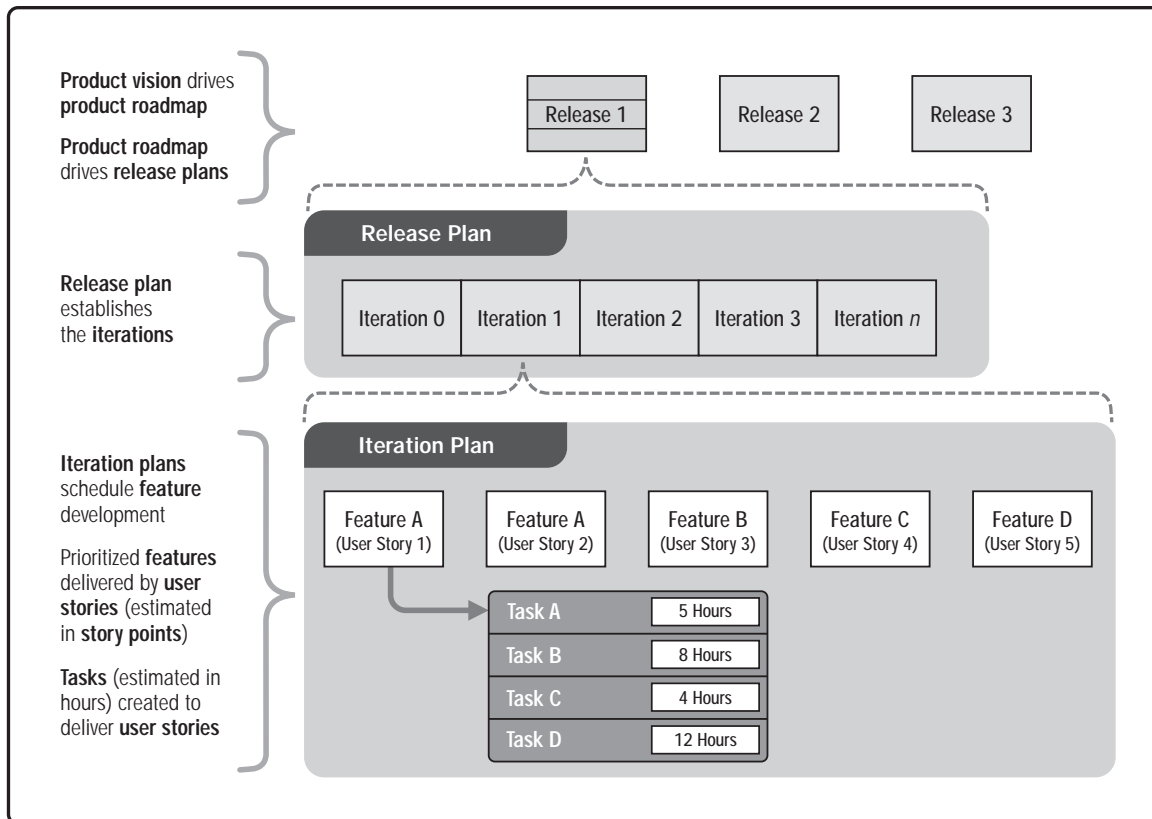 Product vision drives
product roadmap
Product roadmap
drives release plans
Release 1
Release 2
Release 3
Release Plan
Release plan
establishes
the iterations
Iteration 0
Iteration 1
Iteration 2
Iteration 3
Iteration n
Iteration Plan
Iteration plans
schedule feature
development
Prioritized features
delivered by user
stories (estimated
in story points)
Tasks (estimated in
hours) created to
deliver user stories
Feature A
(User Story 1)
Feature A
(User Story 2)
Feature B
(User Story 3)
Feature C
(User Story 4)
Feature D
(User Story 5)
Task A
5 Hours
Task B
8 Hours
Task C
4 Hours
Task D
12 Hours